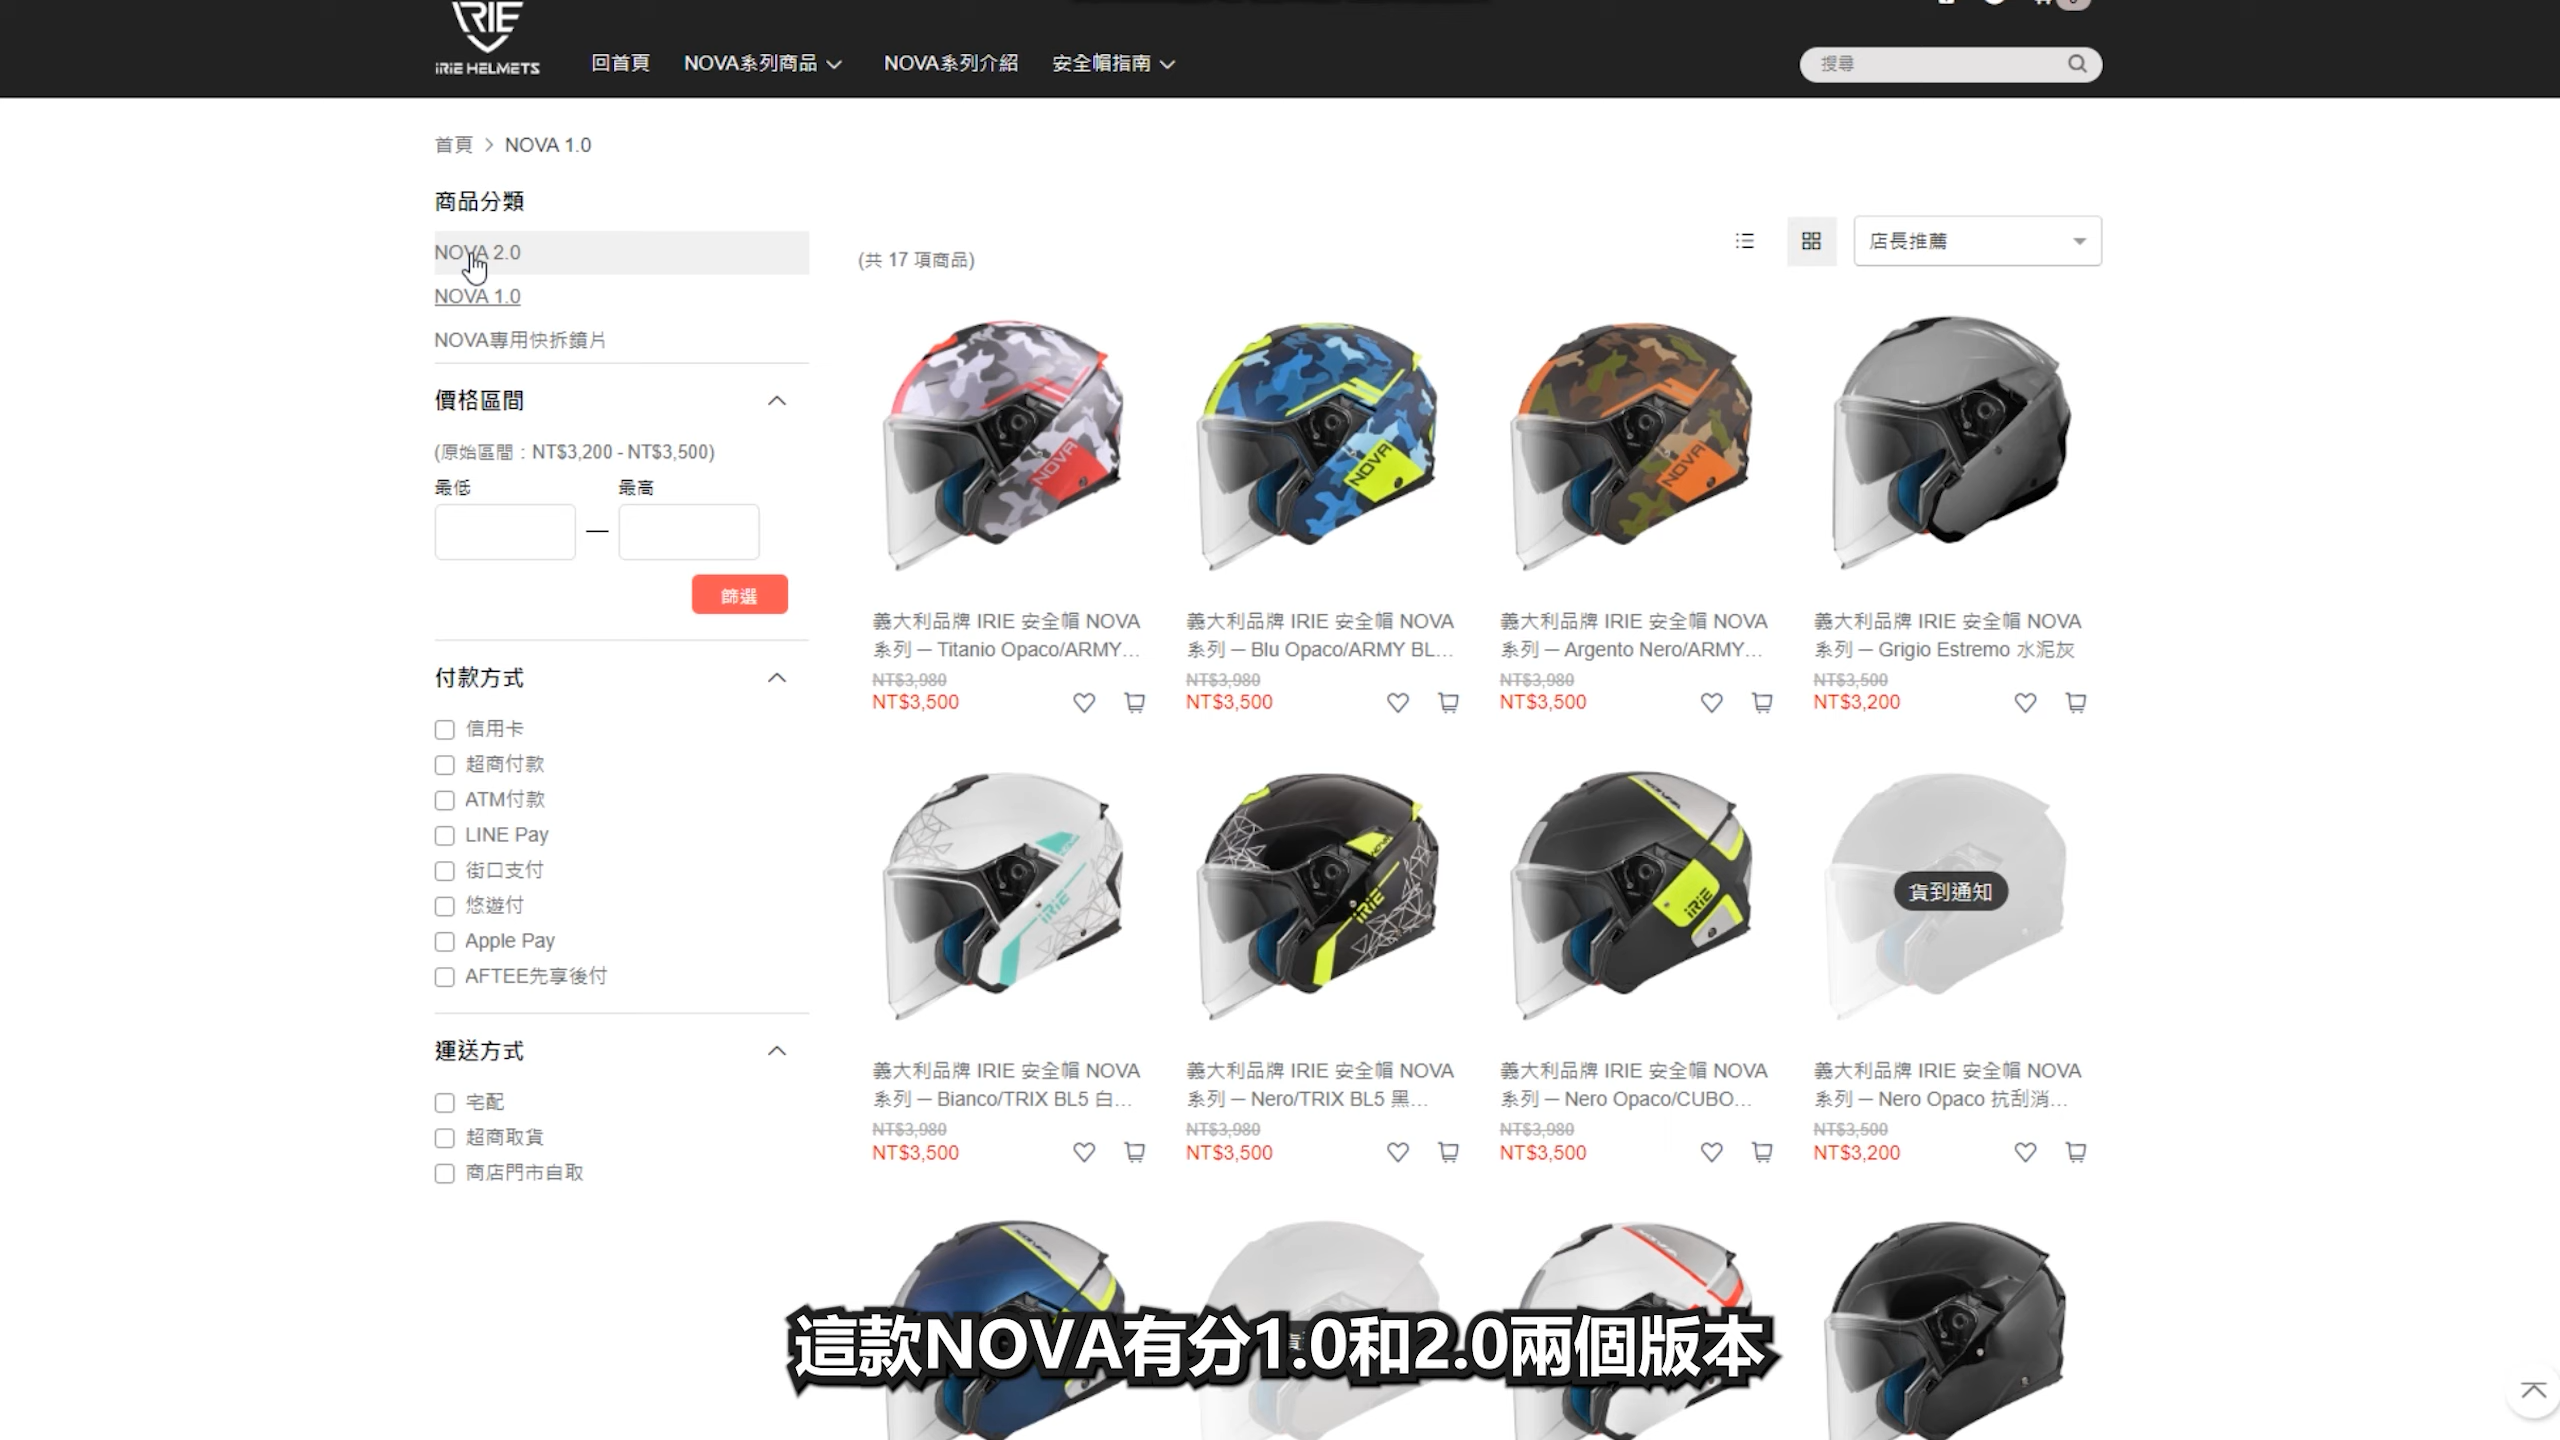 IRIE
iRiE HELMETS
回首頁
NOVA系列商品
NOVA系列介紹
安全帽指南
搜尋
首頁 > NOVA 1.0
商品分類
NOVA 2.0
NOVA 1.0
NOVA專用快拆鏡片
價格區間
(原始區間：NT$3,200 - NT$3,500)
最低
最高
—
篩選
付款方式
信用卡
超商付款
ATM付款
LINE Pay
街口支付
悠遊付
Apple Pay
AFTEE先享後付
運送方式
宅配
超商取貨
商店門市自取
(共 17 項商品)
店長推薦
NOVA
NOVA
NOVA
義大利品牌 IRIE 安全帽 NOVA
系列 ─ Titanio Opaco/ARMY…
NT$3,980
NT$3,500
義大利品牌 IRIE 安全帽 NOVA
系列 ─ Blu Opaco/ARMY BL…
NT$3,980
NT$3,500
義大利品牌 IRIE 安全帽 NOVA
系列 ─ Argento Nero/ARMY…
NT$3,980
NT$3,500
義大利品牌 IRIE 安全帽 NOVA
系列 ─ Grigio Estremo 水泥灰
NT$3,500
NT$3,200
iRiE
iRiE
NOVA
iRiE
貨到通知
義大利品牌 IRIE 安全帽 NOVA
系列 ─ Bianco/TRIX BL5 白…
NT$3,980
NT$3,500
義大利品牌 IRIE 安全帽 NOVA
系列 ─ Nero/TRIX BL5 黑…
NT$3,980
NT$3,500
義大利品牌 IRIE 安全帽 NOVA
系列 ─ Nero Opaco/CUBO…
NT$3,980
NT$3,500
義大利品牌 IRIE 安全帽 NOVA
系列 ─ Nero Opaco 抗刮消…
NT$3,500
NT$3,200
NOVA
NOVA
這款NOVA有分1.0和2.0兩個版本